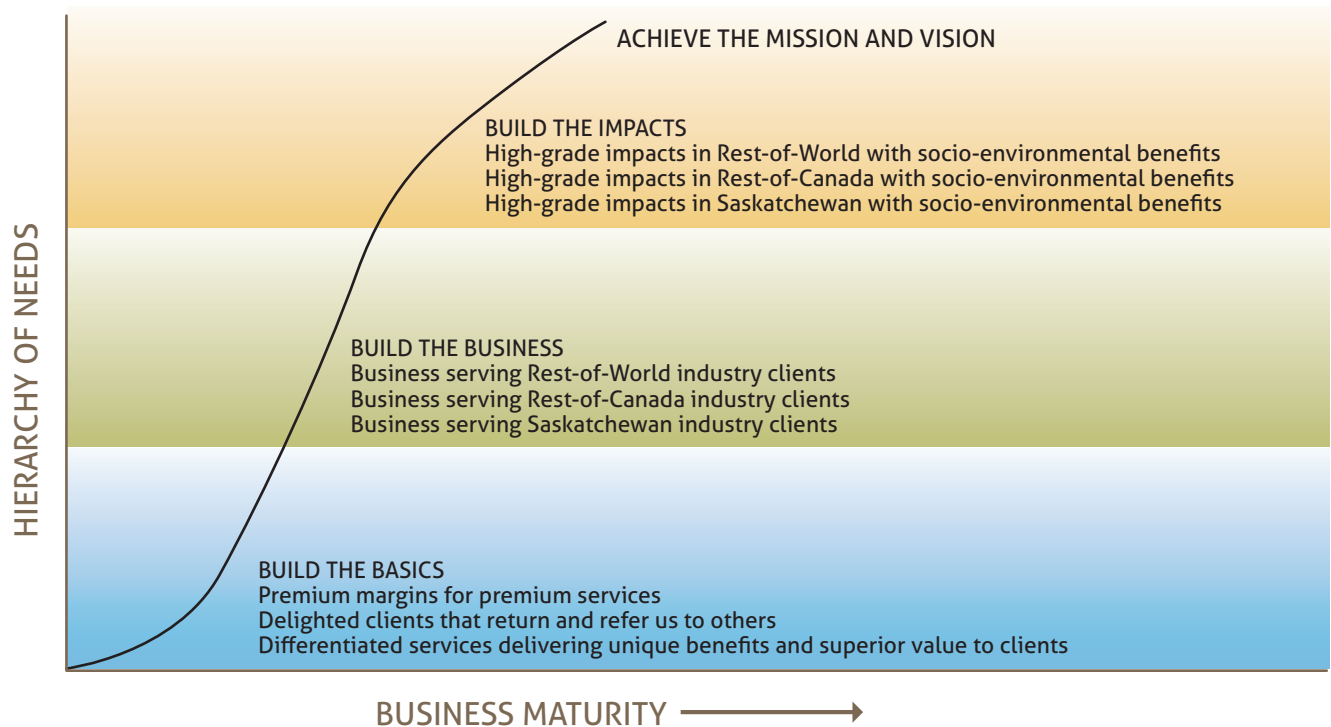 ACHIEVE THE MISSION AND VISION
BUILD THE IMPACTS
High-grade impacts in Rest-of-World with socio-environmental benefits
High-grade impacts in Rest-of-Canada with socio-environmental benefits
High-grade impacts in Saskatchewan with socio-environmental benefits
HIERARCHY OF NEEDS
BUILD THE BUSINESS
Business serving Rest-of-World industry clients
Business serving Rest-of-Canada industry clients
Business serving Saskatchewan industry clients
BUILD THE BASICS
Premium margins for premium services
Delighted clients that return and refer us to others
Differentiated services delivering unique benefits and superior value to clients
BUSINESS MATURITY